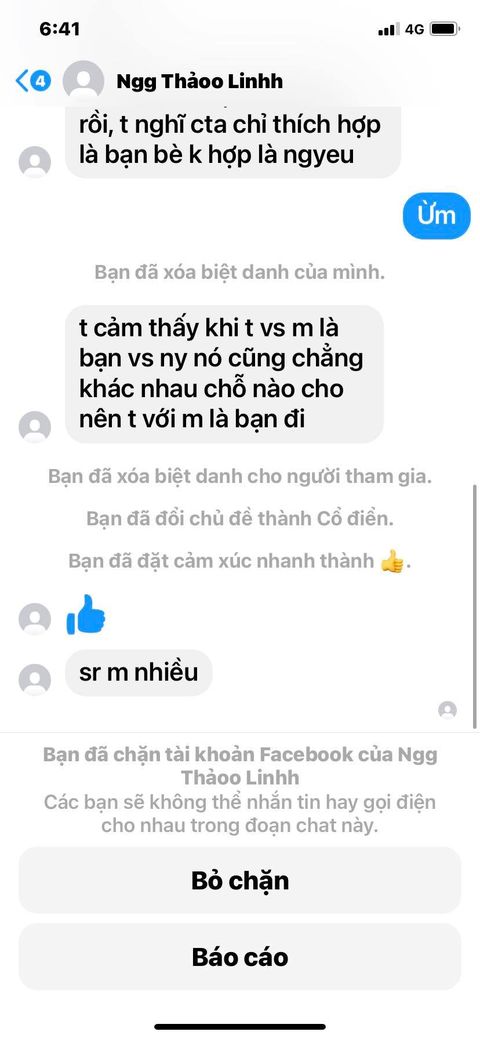 6:41
4G
4
Ngg Thảoo Linhh
rồi, t nghĩ cta chỉ thích hợp
là bạn bè k hợp là ngyeu
Ừm
Bạn đã xóa biệt danh của mình.
t cảm thấy khi t vs m là
bạn vs ny nó cũng chẳng
khác nhau chỗ nào cho
nên t với m là bạn đi
Bạn đã xóa biệt danh cho người tham gia.
Bạn đã đổi chủ đề thành Cổ điển.
Bạn đã đặt cảm xúc nhanh thành 👍.
sr m nhiều
Bạn đã chặn tài khoản Facebook của Ngg
Thảoo Linhh
Các bạn sẽ không thể nhắn tin hay gọi điện
cho nhau trong đoạn chat này.
Bỏ chặn
Báo cáo